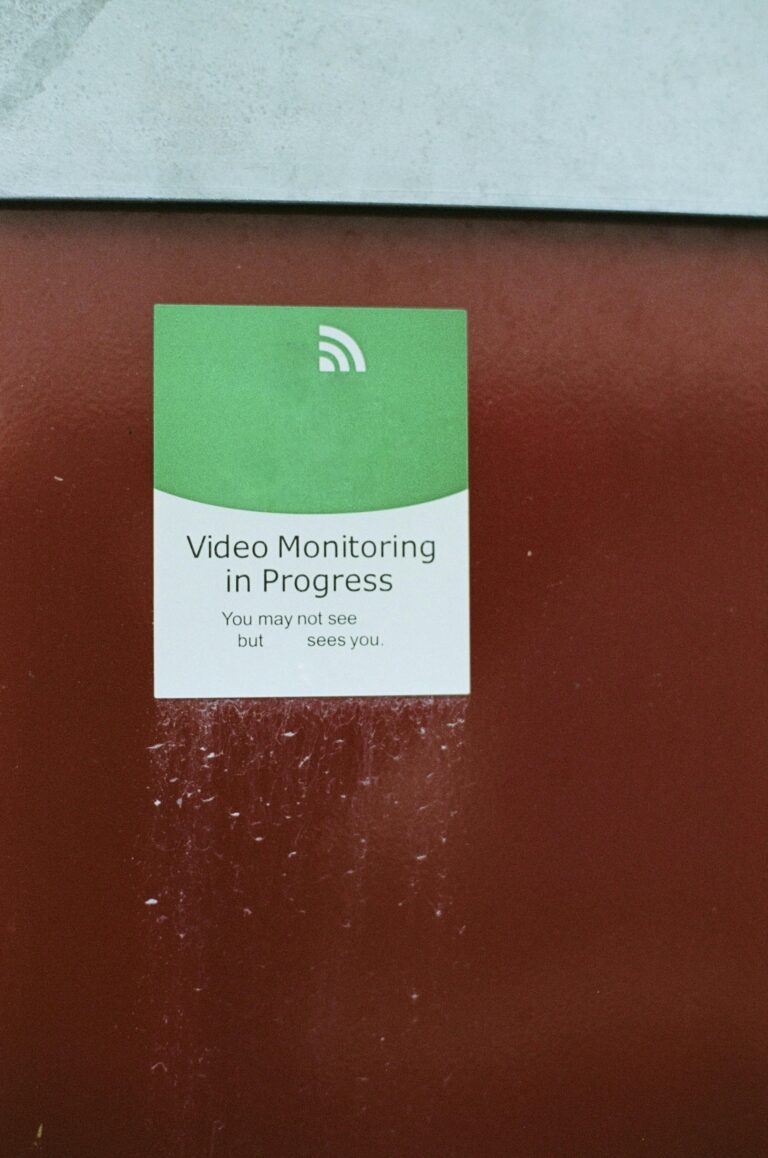 Video Monitoring
in Progress
You may not see
but sees you.